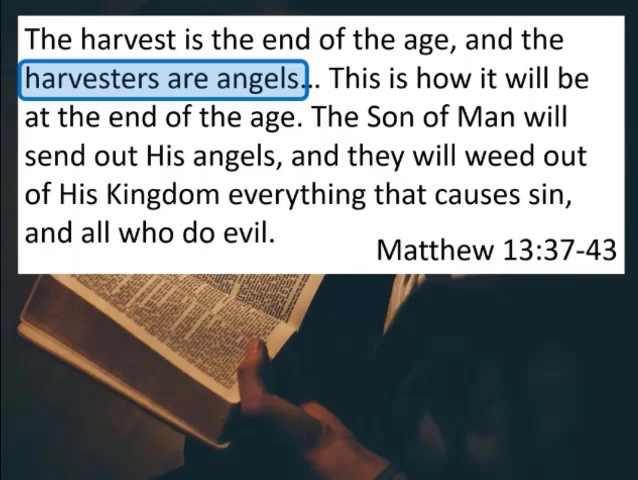 The harvest is the end of the age, and the
harvesters are angels... This is how it will be
at the end of the age. The Son of Man will
send out His angels, and they will weed out
of His Kingdom everything that causes sin,
and all who do evil.
Matthew 13:37-43